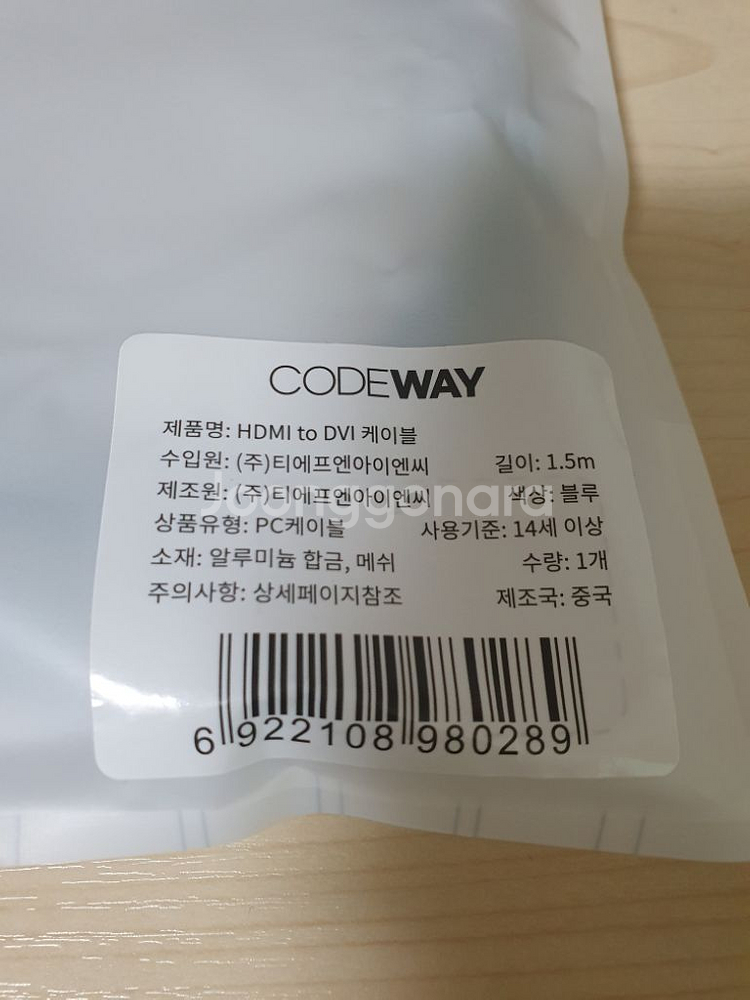 CODEWAY
제품명: HDMI to DVI 케이블
수입원: (주)티에프엔아이엔씨 길이: 1.5m
제조원: (주)티에프엔아이엔씨 색상: 블루
Joonggonara
상품유형: PC케이블 사용기준: 14세 이상
소재: 알루미늄 합금, 메쉬 수량: 1개
주의사항: 상세페이지참조 제조국: 중국
6 922108 980289